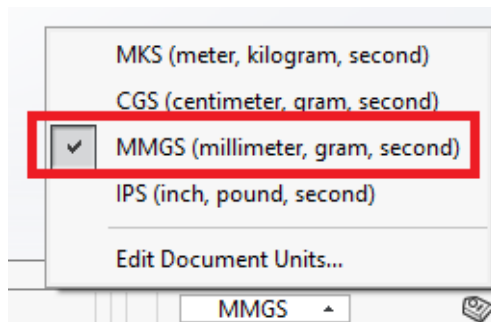 MKS (meter, kilogram, second)
CGS (centimeter, gram, second)
MMGS (millimeter, gram, second)
IPS (inch, pound, second)
Edit Document Units...
MMGS